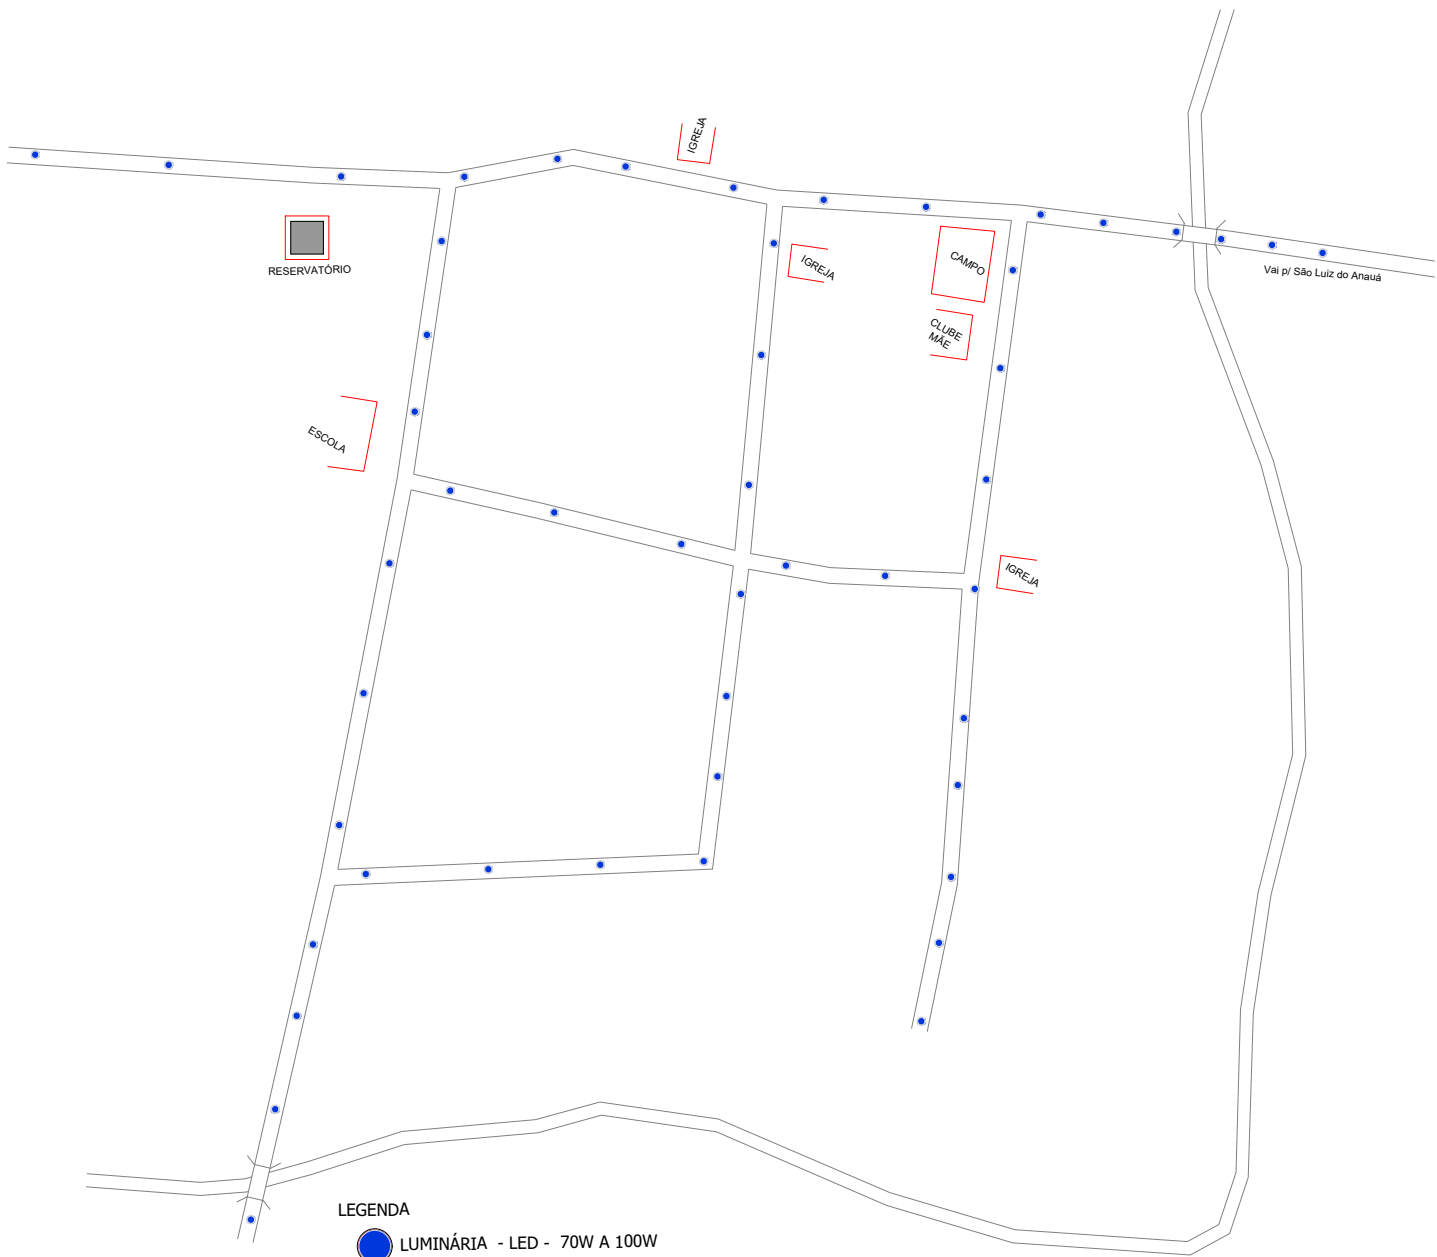 IGREJA
RESERVATÓRIO
IGREJA
CAMPO
Vai p/ São Luiz do Anauá
CLUBE
MÃE
ESCOLA
IGREJA
LEGENDA
LUMINÁRIA - LED - 70W A 100W